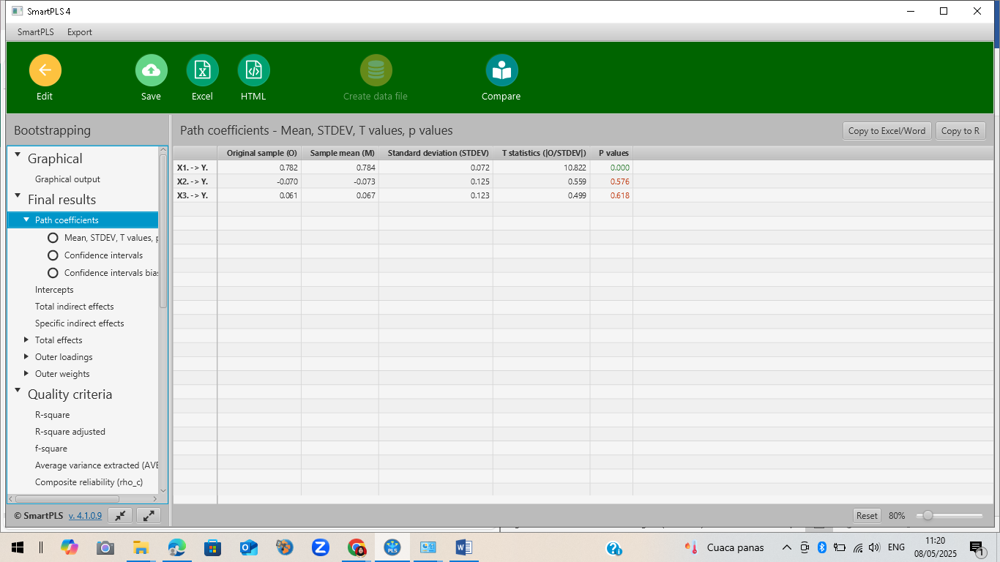 SmartPLS 4
SmartPLS Export
Edit Save Excel HTML Create data file Compare
Bootstrapping
Graphical
Graphical output
Final results
Path coefficients
Mean, STDEV, T values, p
Confidence intervals
Confidence intervals bias
Intercepts
Total indirect effects
Specific indirect effects
Total effects
Outer loadings
Outer weights
Quality criteria
R-square
R-square adjusted
f-square
Average variance extracted (AVE
Composite reliability (rho_c)
© SmartPLS v. 4.1.0.9
Path coefficients - Mean, STDEV, T values, p values
Copy to Excel/Word Copy to R
Original sample (O) Sample mean (M) Standard deviation (STDEV) T statistics (|O/STDEV|) P values
X1. -> Y. 0.782 0.784 0.072 10.822 0.000
X2. -> Y. -0.070 -0.073 0.125 0.559 0.576
X3. -> Y. 0.061 0.067 0.123 0.499 0.618
Reset 80%
Cuaca panas ENG
11:20
08/05/2025
1